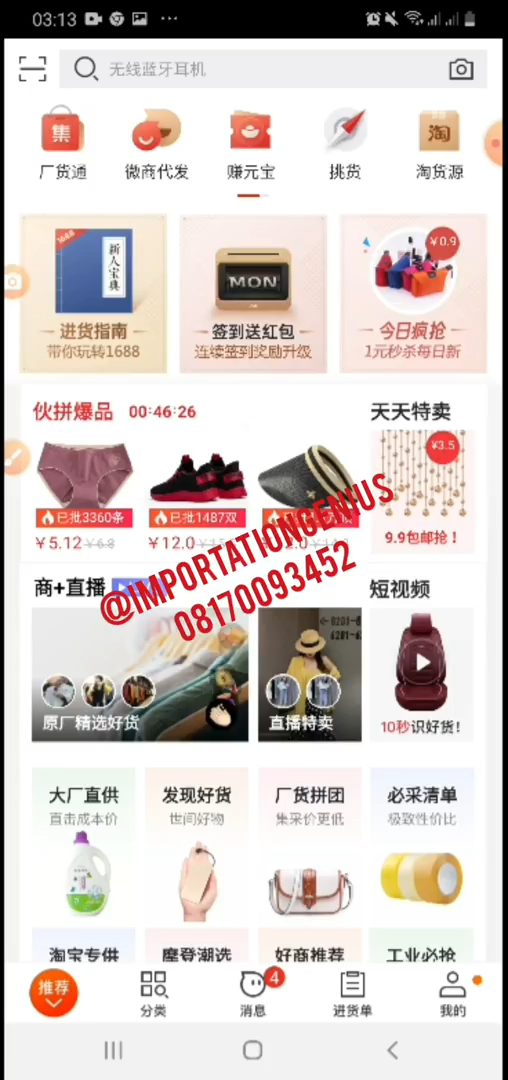 03:13
无线蓝牙耳机
集
淘
厂货通
微商代发
赚元宝
挑货
淘货源
1688
新人宝典
MON
¥0.9
进货指南
签到送红包
今日疯抢
带你玩转1688
连续签到奖励升级
1元秒杀每日新
伙拼爆品 00:46:26
天天特卖
¥3.5
已批3360条
已批1487双
¥5.12 ¥6.8
¥12.0
9.9包邮抢！
@IMPORTATIONGENIUS
08170093452
商+直播
短视频
原厂精选好货
直播特卖
10秒识好货!
大厂直供
发现好货
厂货拼团
必采清单
直击成本价
世间好物
集采价更低
极致性价比
淘宝专供
摩登潮选
好商推荐
工业必抢
推荐
4
分类
消息
进货单
我的